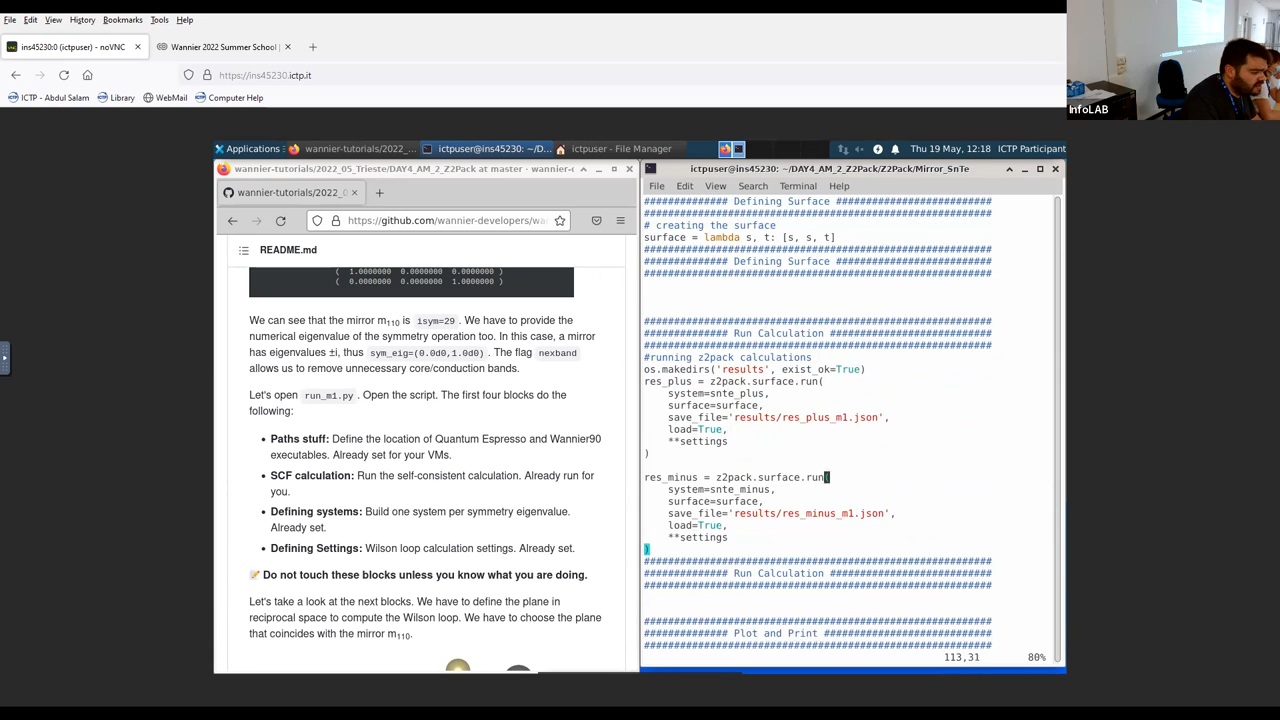 File Edit View History Bookmarks Tools Help
ins45230:0 (ictpuser) - noVNC
Wannier 2022 Summer School |
https://ins45230.ictp.it
ICTP - Abdul Salam
Library
WebMail
Computer Help
InfoLAB
Applications
wannier-tutorials/2022_...
ictpuser@ins45230: ~/D...
ictpuser - File Manager
Thu 19 May, 12:18 ICTP Participant
wannier-tutorials/2022_05_Trieste/DAY4_AM_2_Z2Pack at master · wannier-d
wannier-tutorials/2022_0
https://github.com/wannier-developers/wa
README.md
( 1.0000000 0.0000000 0.0000000 )
( 0.0000000 0.0000000 1.0000000 )
We can see that the mirror m110 is isym=29 . We have to provide the
numerical eigenvalue of the symmetry operation too. In this case, a mirror
has eigenvalues ±i, thus sym_eig=(0.0d0,1.0d0) . The flag nexband
allows us to remove unnecessary core/conduction bands.
Let's open run_m1.py . Open the script. The first four blocks do the
following:
• Paths stuff: Define the location of Quantum Espresso and Wannier90
executables. Already set for your VMs.
• SCF calculation: Run the self-consistent calculation. Already run for
you.
• Defining systems: Build one system per symmetry eigenvalue.
Already set.
• Defining Settings: Wilson loop calculation settings. Already set.
📝 Do not touch these blocks unless you know what you are doing.
Let's take a look at the next blocks. We have to define the plane in
reciprocal space to compute the Wilson loop. We have to choose the plane
that coincides with the mirror m110.
ictpuser@ins45230: ~/DAY4_AM_2_Z2Pack/Z2Pack/Mirror_SnTe
File Edit View Search Terminal Help
############## Defining Surface ##########################
##########################################################
# creating the surface
surface = lambda s, t: [s, s, t]
##########################################################
############## Defining Surface ##########################
##########################################################
##########################################################
############## Run Calculation ###########################
##########################################################
#running z2pack calculations
os.makedirs('results', exist_ok=True)
res_plus = z2pack.surface.run(
    system=snte_plus,
    surface=surface,
    save_file='results/res_plus_m1.json',
    load=True,
    **settings
)
res_minus = z2pack.surface.run(
    system=snte_minus,
    surface=surface,
    save_file='results/res_minus_m1.json',
    load=True,
    **settings
)
##########################################################
############## Run Calculation ###########################
##########################################################
##########################################################
############## Plot and Print ############################
##########################################################
113,31 80%